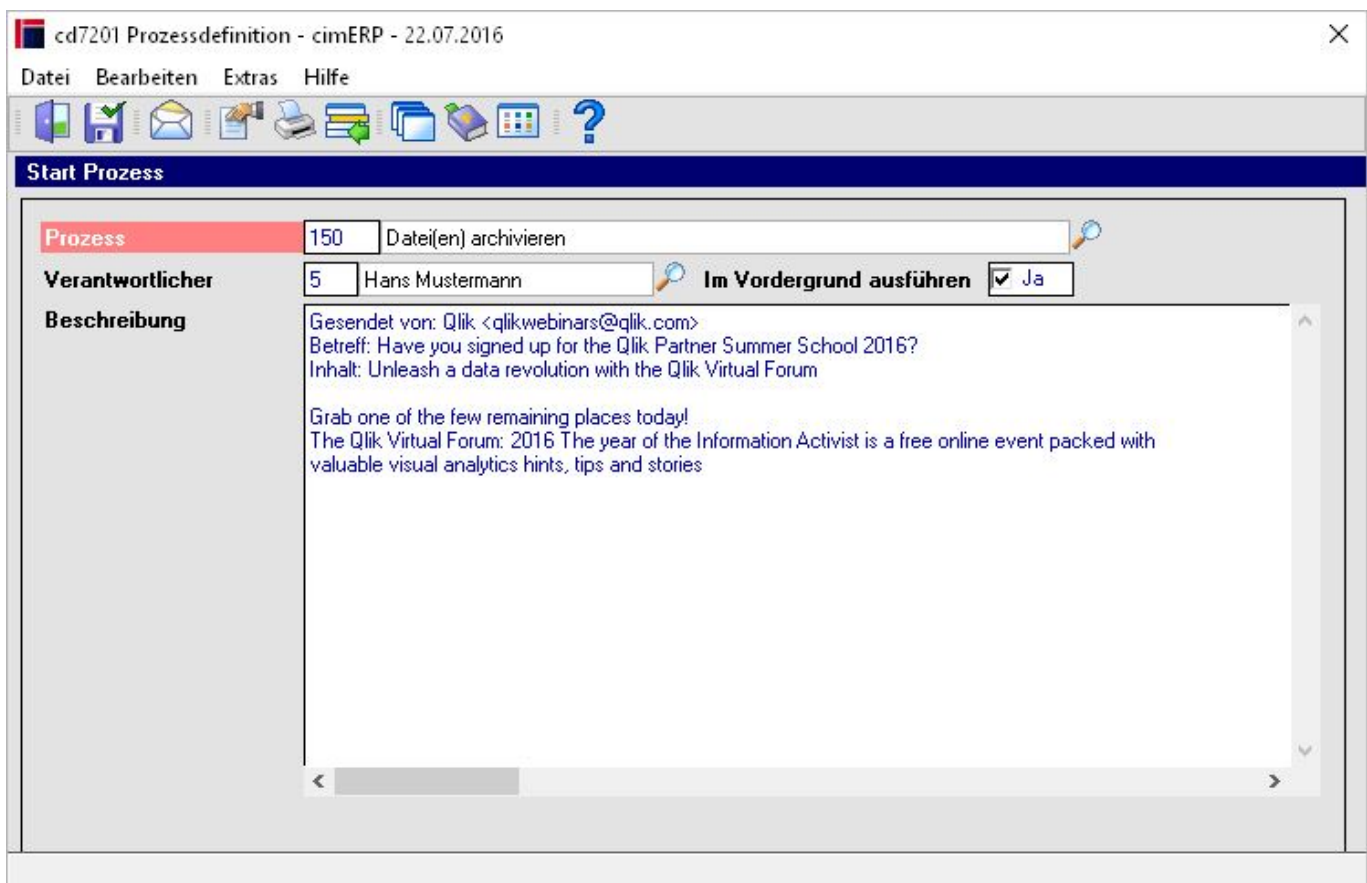 cd7201 Prozessdefinition - cimERP - 22.07.2016
Datei Bearbeiten Extras Hilfe
Start Prozess
Prozess 150 Datei(en) archivieren
Verantwortlicher 5 Hans Mustermann Im Vordergrund ausführen Ja
Beschreibung Gesendet von: Qlik <qlikwebinars@qlik.com>
Betreff: Have you signed up for the Qlik Partner Summer School 2016?
Inhalt: Unleash a data revolution with the Qlik Virtual Forum
Grab one of the few remaining places today!
The Qlik Virtual Forum: 2016 The year of the Information Activist is a free online event packed with
valuable visual analytics hints, tips and stories